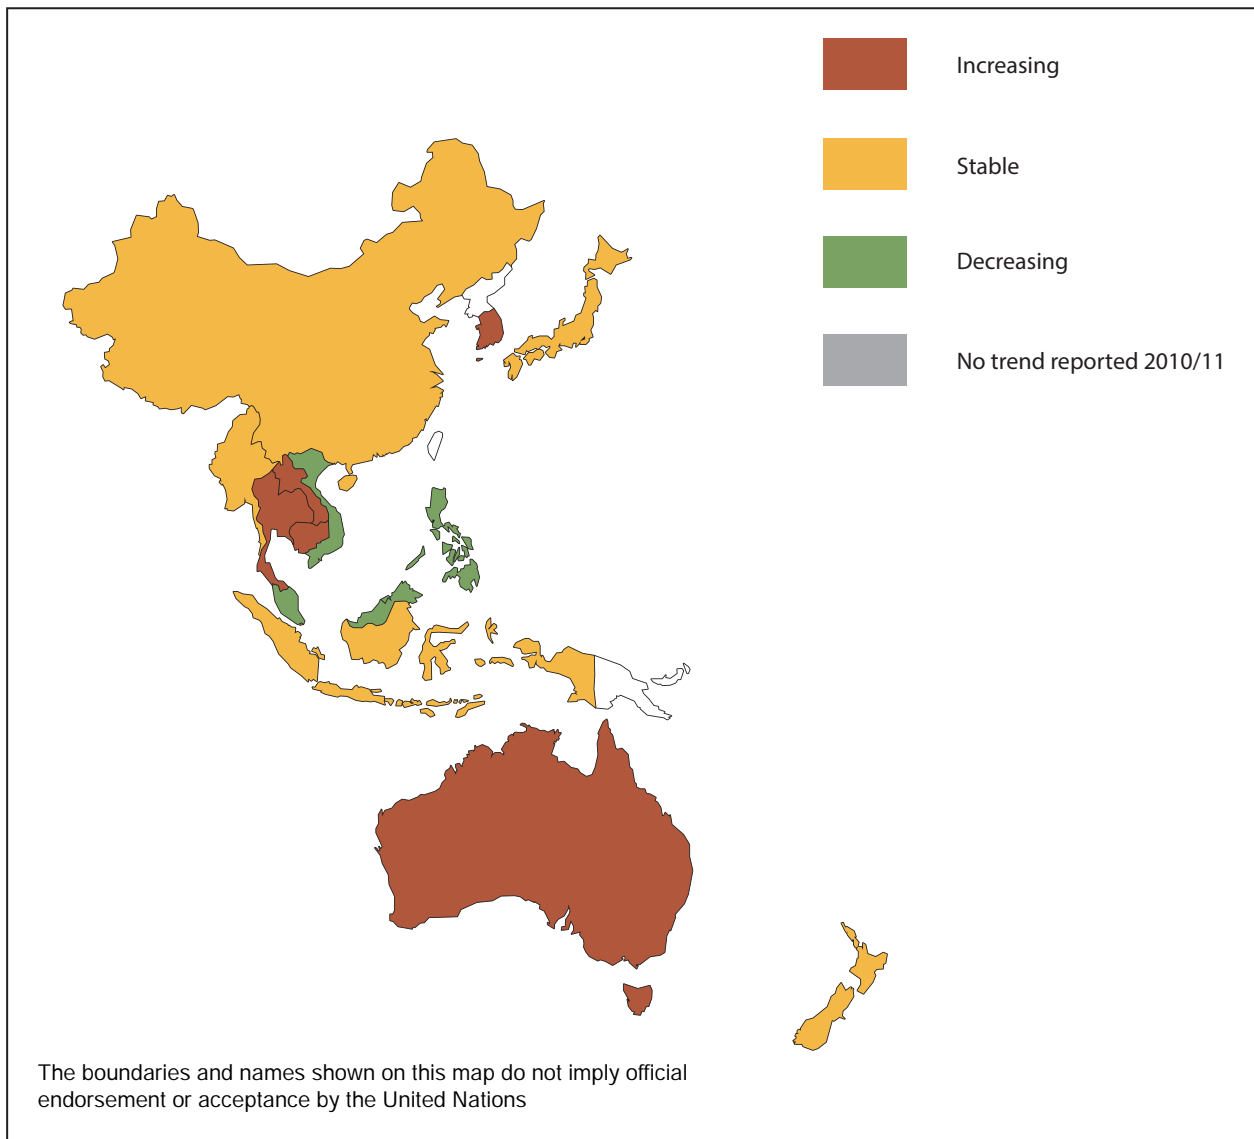 Increasing
Stable
Decreasing
No trend reported 2010/11
The boundaries and names shown on this map do not imply official
endorsement or acceptance by the United Nations